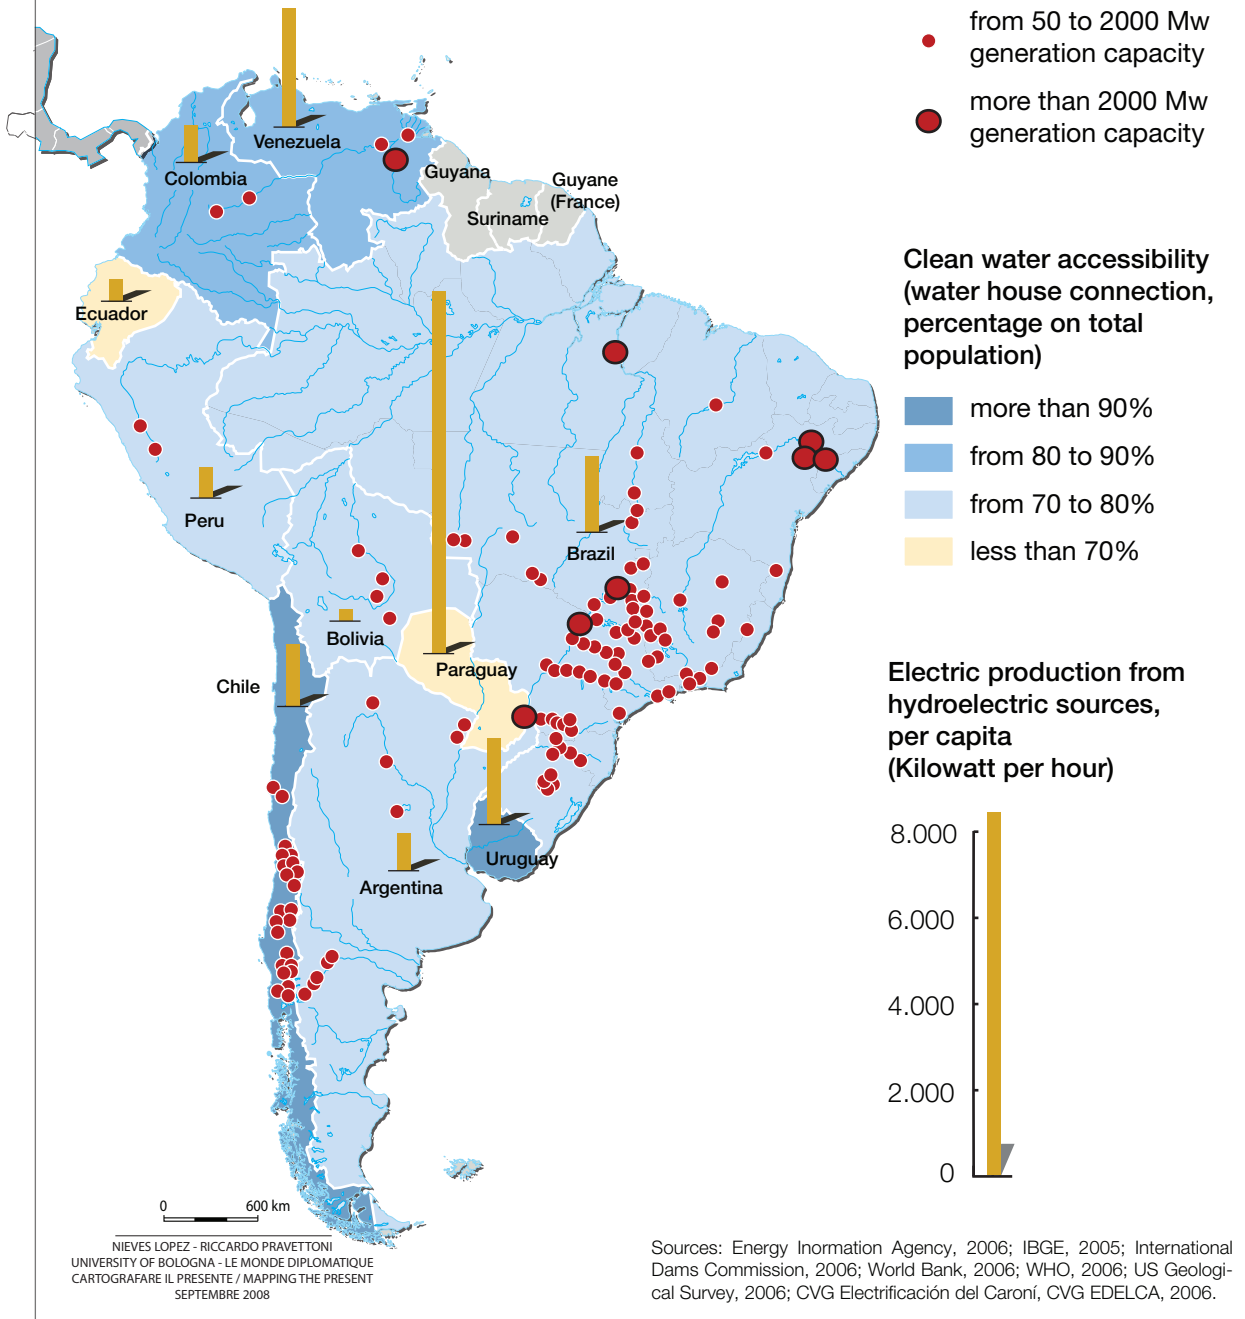 from 50 to 2000 Mw
generation capacity
more than 2000 Mw
generation capacity
Venezuela
Colombia
Guyana
Guyane
(France)
Suriname
Ecuador
Peru
Brazil
Bolivia
Paraguay
Chile
Uruguay
Argentina
Clean water accessibility
(water house connection,
percentage on total
population)
more than 90%
from 80 to 90%
from 70 to 80%
less than 70%
Electric production from
hydroelectric sources,
per capita
(Kilowatt per hour)
8.000
6.000
4.000
2.000
0
0 600 km
NIEVES LOPEZ - RICCARDO PRAVETTONI
UNIVERSITY OF BOLOGNA - LE MONDE DIPLOMATIQUE
CARTOGRAFARE IL PRESENTE / MAPPING THE PRESENT
SEPTEMBRE 2008
Sources: Energy Inormation Agency, 2006; IBGE, 2005; International
Dams Commission, 2006; World Bank, 2006; WHO, 2006; US Geologi-
cal Survey, 2006; CVG Electrificación del Caroní, CVG EDELCA, 2006.